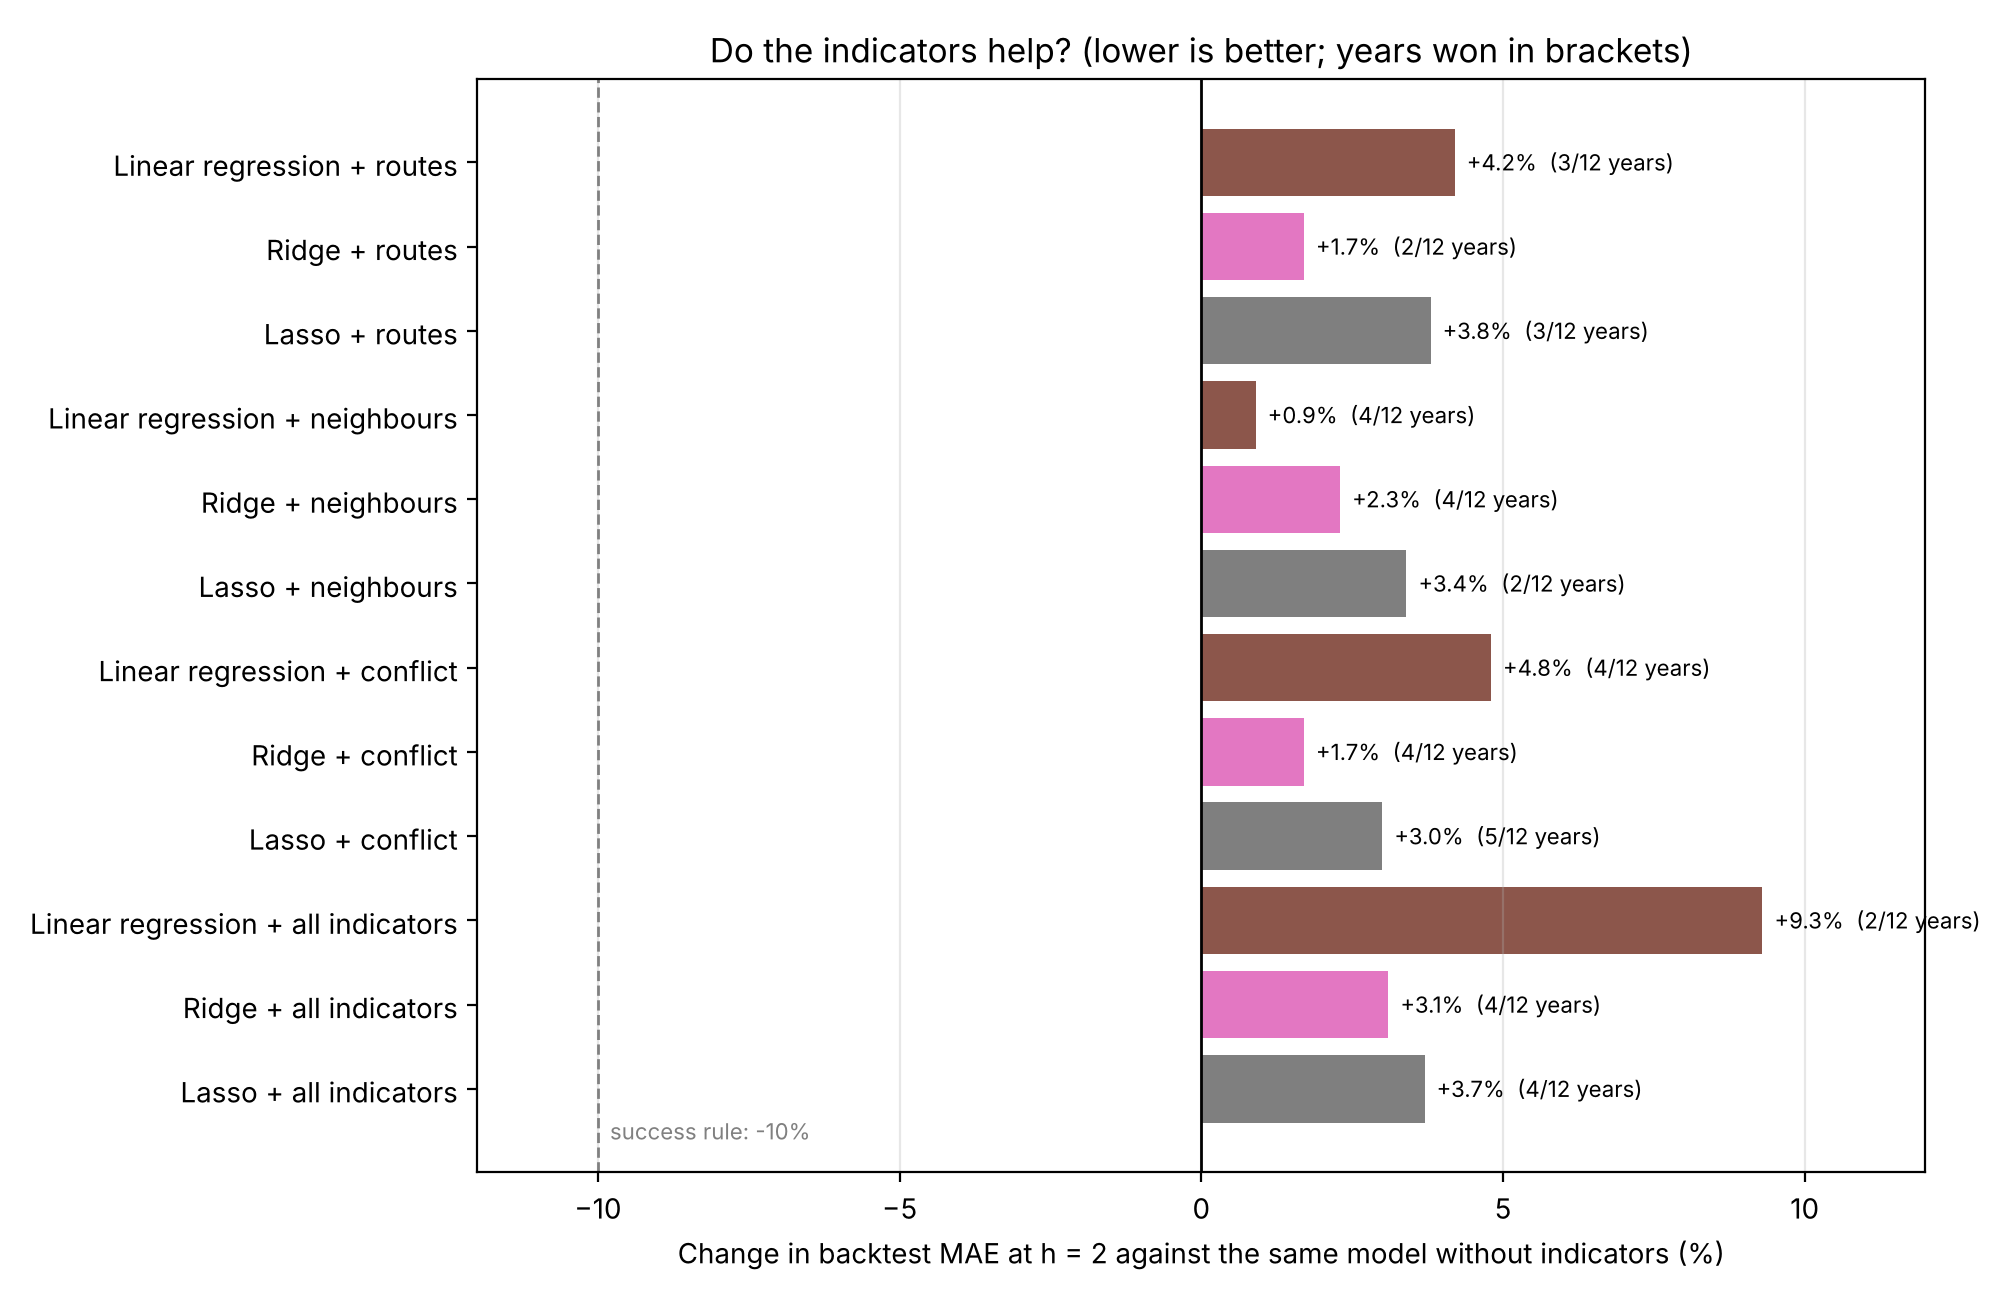 Do the indicators help? (lower is better; years won in brackets)
Linear regression + routes
+4.2% (3/12 years)
Ridge + routes
+1.7% (2/12 years)
Lasso + routes
+3.8% (3/12 years)
Linear regression + neighbours
+0.9% (4/12 years)
Ridge + neighbours
+2.3% (4/12 years)
Lasso + neighbours
+3.4% (2/12 years)
Linear regression + conflict
+4.8% (4/12 years)
Ridge + conflict
+1.7% (4/12 years)
Lasso + conflict
+3.0% (5/12 years)
Linear regression + all indicators
+9.3% (2/12 years)
Ridge + all indicators
+3.1% (4/12 years)
Lasso + all indicators
+3.7% (4/12 years)
success rule: -10%
−10 −5 0 5 10
Change in backtest MAE at h = 2 against the same model without indicators (%)